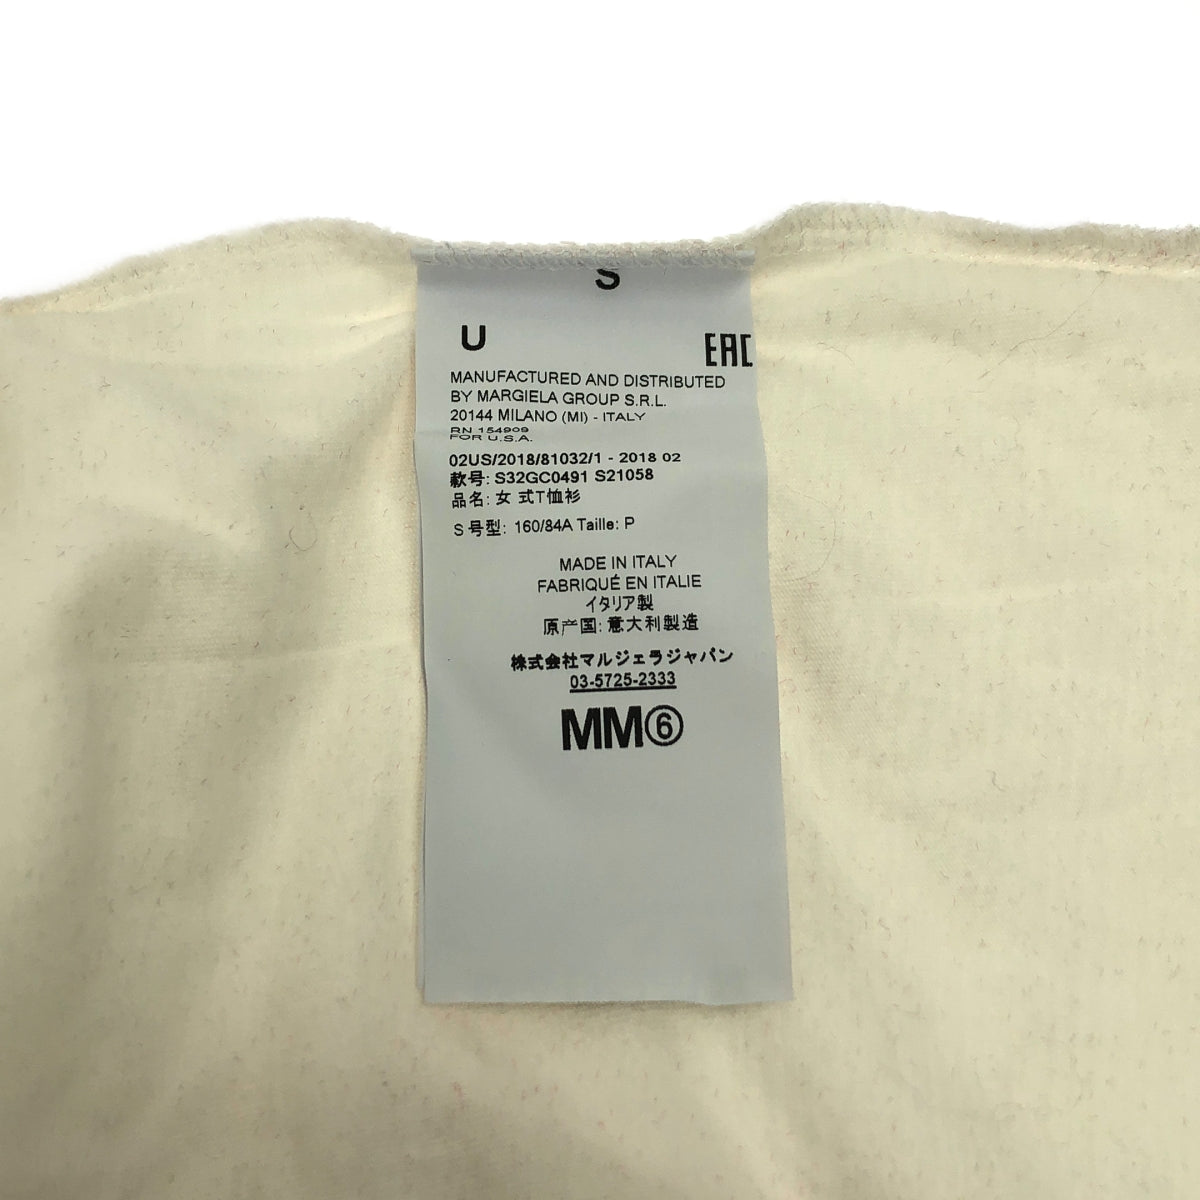 S
U EAC
MANUFACTURED AND DISTRIBUTED
BY MARGIELA GROUP S.R.L.
20144 MILANO (MI) - ITALY
RN 154909
FOR U.S.A.
02US/2018/81032/1 - 2018 02
款号: S32GC0491 S21058
品名: 女 式T恤衫
S 号型: 160/84A Taille: P
MADE IN ITALY
FABRIQUÉ EN ITALIE
イタリア製
原产国: 意大利製造
株式会社マルジェラジャパン
03-5725-2333
MM⑥